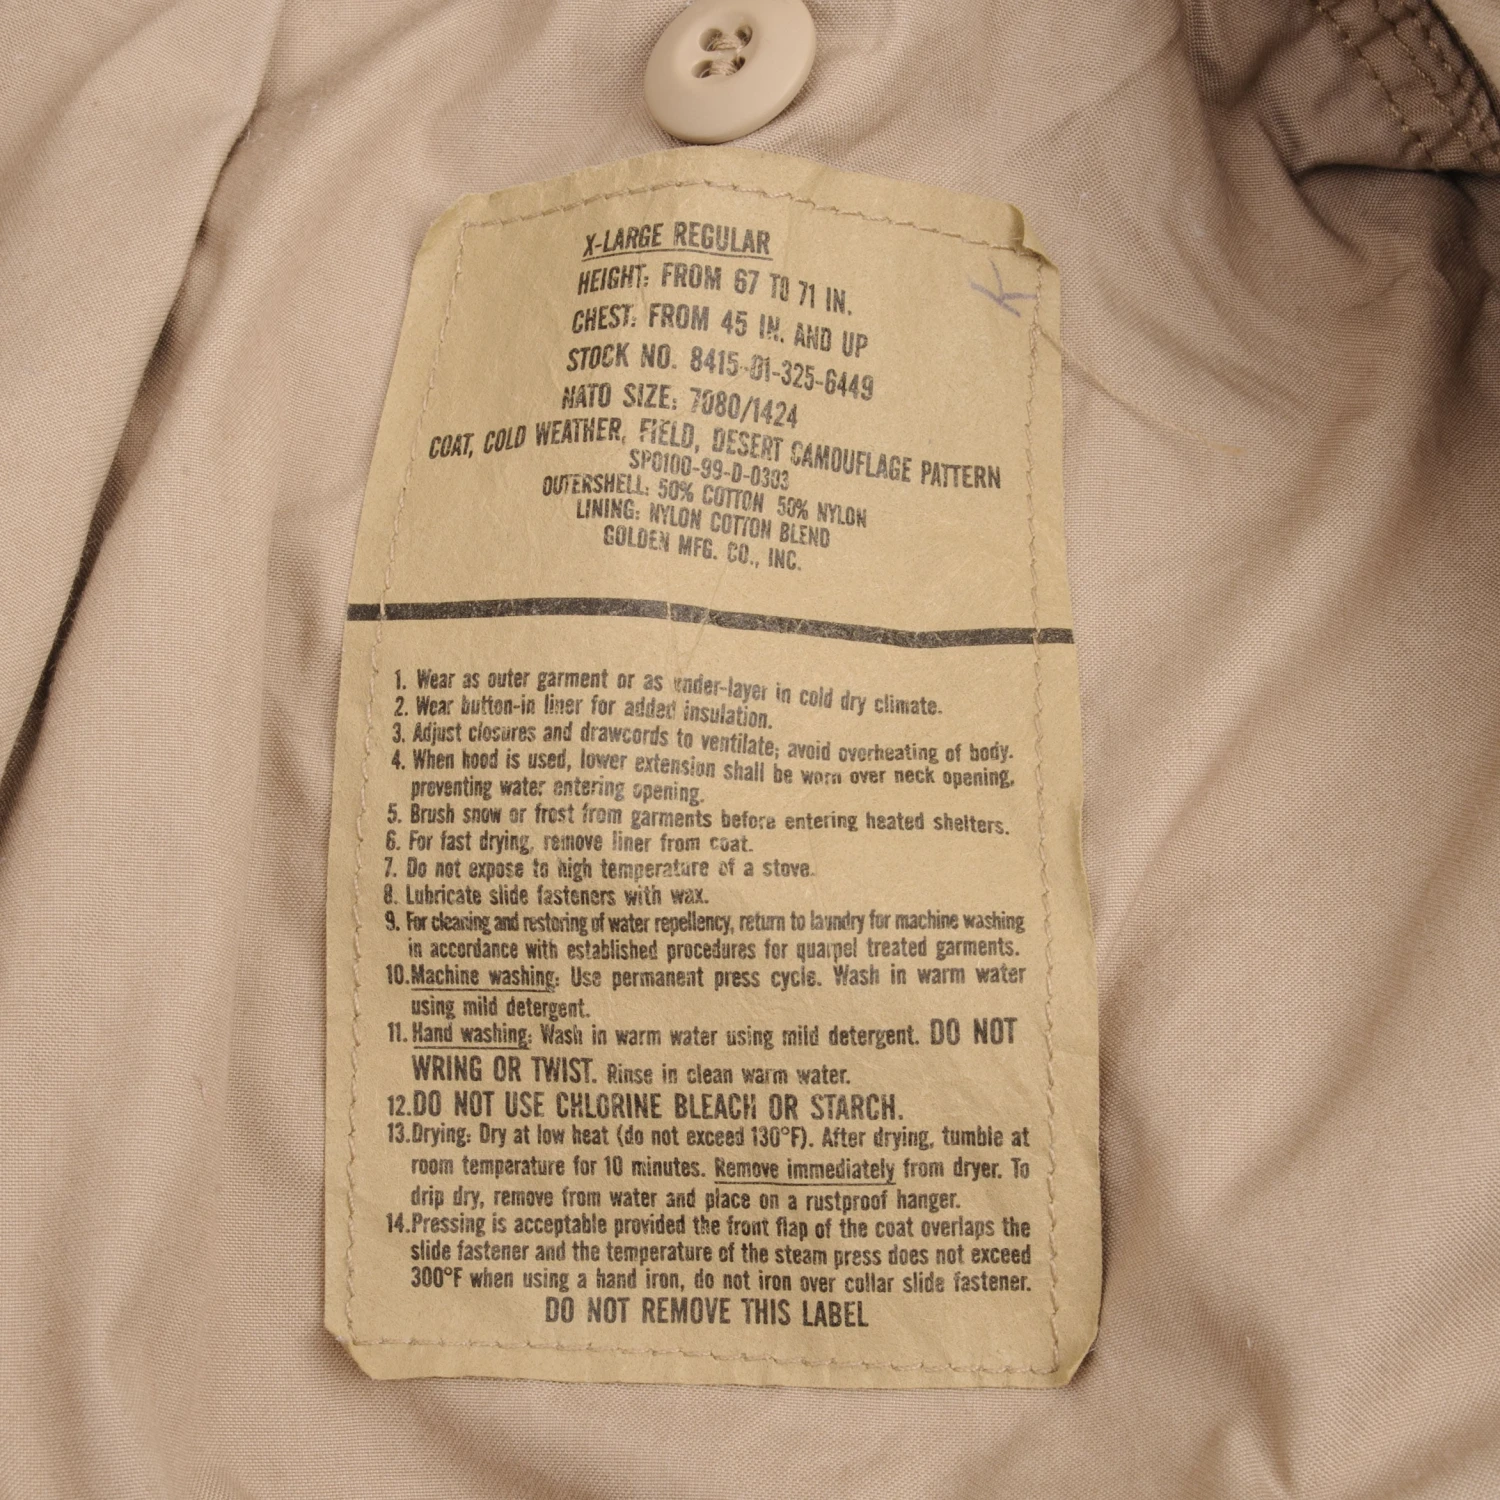 X-LARGE REGULAR
HEIGHT: FROM 67 TO 71 IN.
CHEST: FROM 45 IN. AND UP
STOCK NO. 8415-01-325-6449
NATO SIZE: 7080/1424
COAT, COLD WEATHER, FIELD, DESERT CAMOUFLAGE PATTERN
SPO100-99-D-0303
OUTERSHELL: 50% COTTON 50% NYLON
LINING: NYLON COTTON BLEND
GOLDEN MFG. CO., INC.
K
1. Wear as outer garment or as under-layer in cold dry climate.
2. Wear button-in liner for added insulation.
3. Adjust closures and drawcords to ventilate; avoid overheating of body.
4. When hood is used, lower extension shall be worn over neck opening,
preventing water entering opening.
5. Brush snow or frost from garments before entering heated shelters.
6. For fast drying, remove liner from coat.
7. Do not expose to high temperature of a stove.
8. Lubricate slide fasteners with wax.
9. For cleaning and restoring of water repellency, return to laundry for machine washing
in accordance with established procedures for quarpel treated garments.
10. Machine washing: Use permanent press cycle. Wash in warm water
using mild detergent.
11. Hand washing: Wash in warm water using mild detergent. DO NOT
WRING OR TWIST. Rinse in clean warm water.
12. DO NOT USE CHLORINE BLEACH OR STARCH.
13. Drying: Dry at low heat (do not exceed 130°F). After drying, tumble at
room temperature for 10 minutes. Remove immediately from dryer. To
drip dry, remove from water and place on a rustproof hanger.
14. Pressing is acceptable provided the front flap of the coat overlaps the
slide fastener and the temperature of the steam press does not exceed
300°F when using a hand iron, do not iron over collar slide fastener.
DO NOT REMOVE THIS LABEL